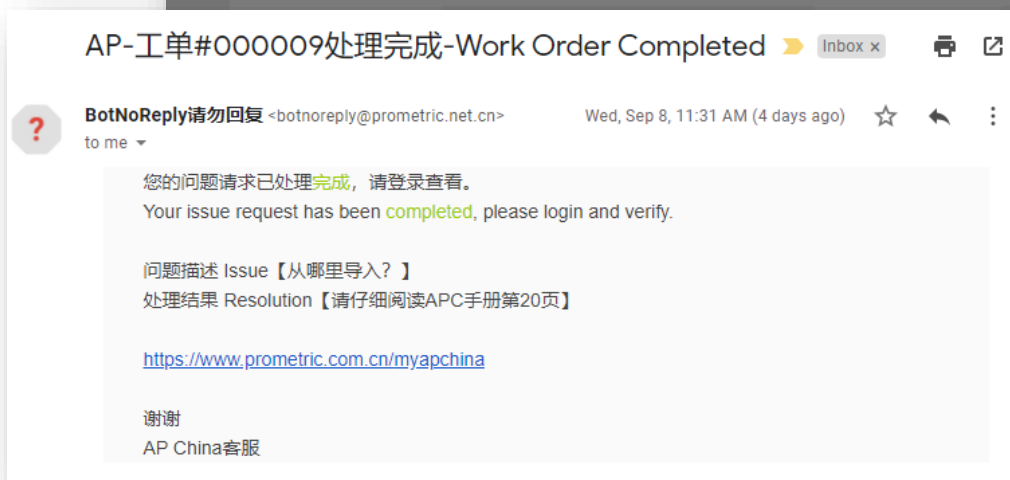 AP-工单#000009处理完成-Work Order Completed Inbox ×
BotNoReply请勿回复 <botnoreply@prometric.net.cn> Wed, Sep 8, 11:31 AM (4 days ago)
to me
您的问题请求已处理完成，请登录查看。
Your issue request has been completed, please login and verify.
问题描述 Issue【从哪里导入？】
处理结果 Resolution【请仔细阅读APC手册第20页】
https://www.prometric.com.cn/myapchina
谢谢
AP China客服